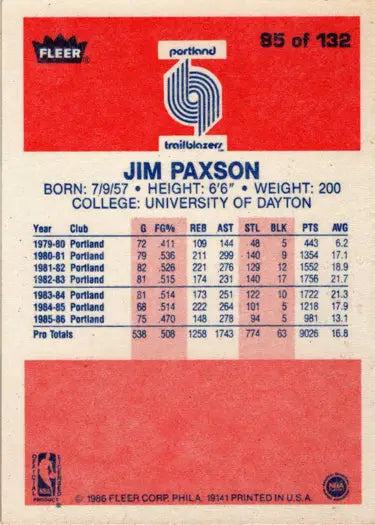 FLEER
85 of 132
portland
trailblazers
JIM PAXSON
BORN: 7/9/57 • HEIGHT: 6'6" • WEIGHT: 200
COLLEGE: UNIVERSITY OF DAYTON
Year Club G FG% REB AST STL BLK PTS AVG
1979-80 Portland 72 .411 109 144 48 5 443 6.2
1980-81 Portland 79 .536 211 299 140 9 1354 17.1
1981-82 Portland 82 .526 221 276 129 12 1552 18.9
1982-83 Portland 81 .515 174 231 140 17 1756 21.7
1983-84 Portland 81 .514 173 251 122 10 1722 21.3
1984-85 Portland 68 .514 222 264 101 5 1218 17.9
1985-86 Portland 75 .470 148 278 94 5 981 13.1
Pro Totals 538 .508 1258 1743 774 63 9026 16.8
OFFICIAL LICENSED
NBA
PRODUCT
© 1986 FLEER CORP. PHILA. 19141 PRINTED IN U.S.A.
NBA